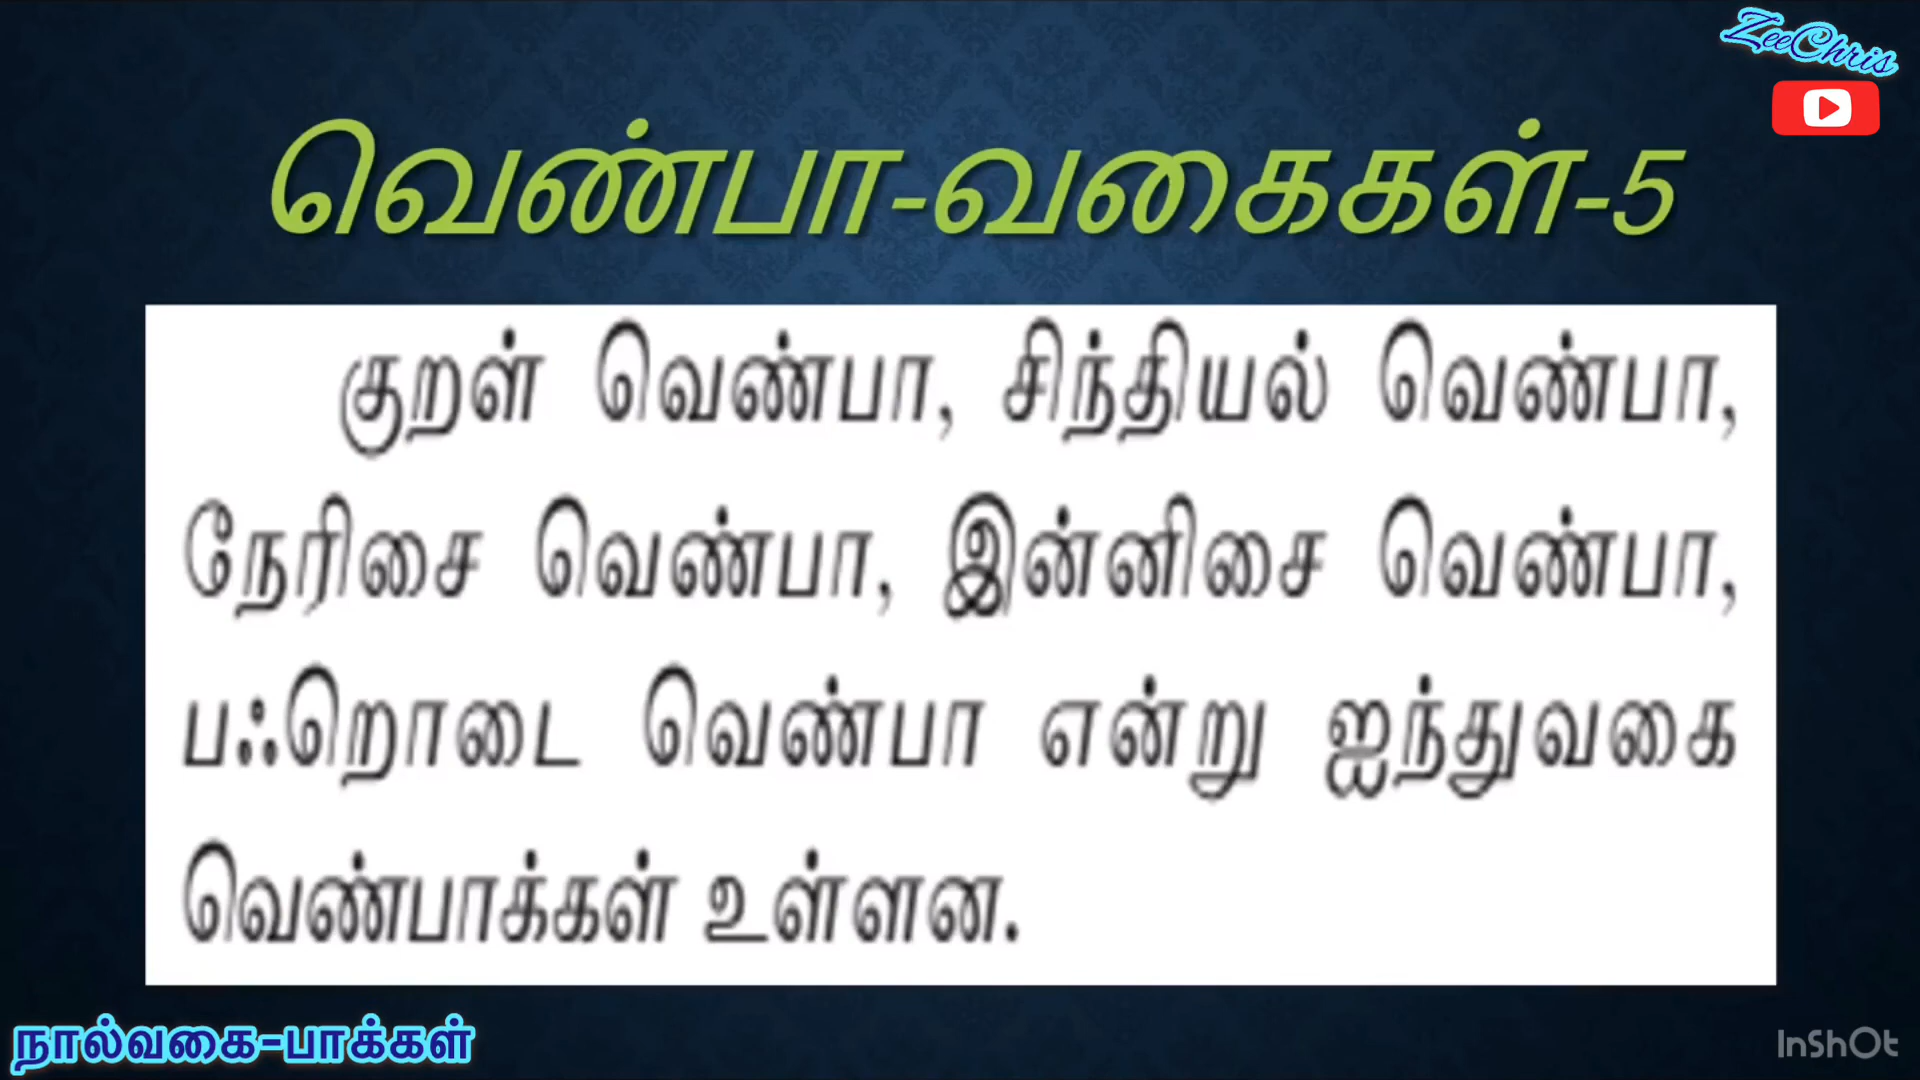 ZeeChris
வெண்பா-வகைகள்-5
குறள் வெண்பா, சிந்தியல் வெண்பா,
நேரிசை வெண்பா, இன்னிசை வெண்பா,
பஃறொடை வெண்பா என்று ஐந்துவகை
வெண்பாக்கள் உள்ளன.
நால்வகை-பாக்கள்
InShOt